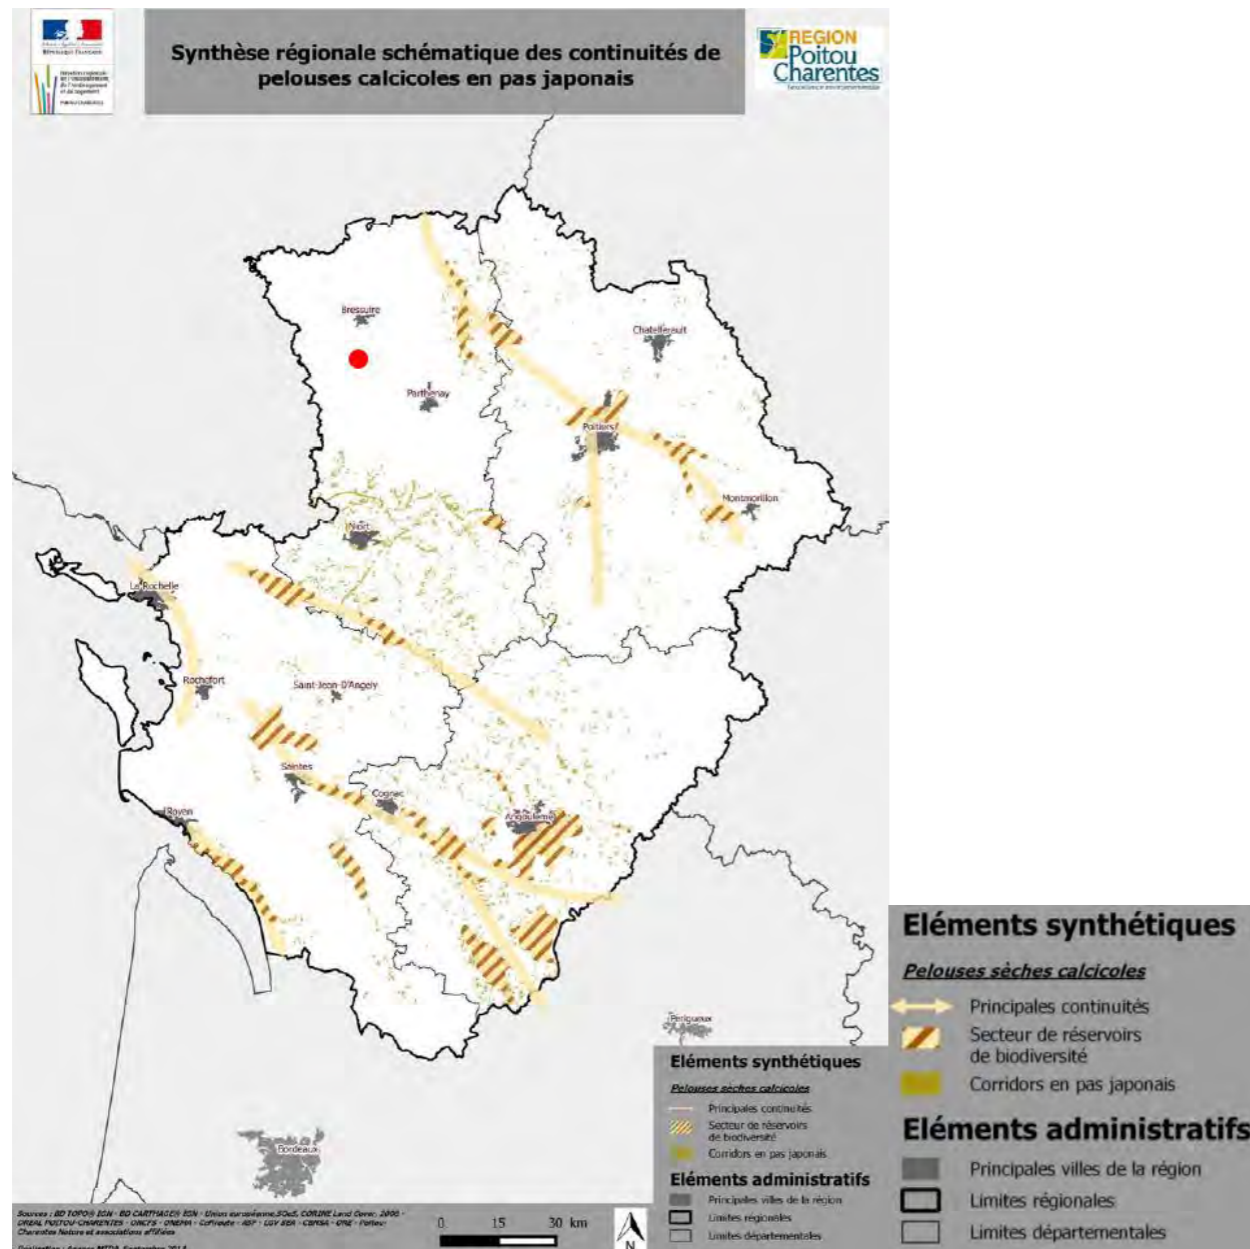 Synthèse régionale schématique des continuités de
pelouses calcicoles en pas japonais
REGION
Poitou
Charentes
Bressuire
Chatellerault
Parthenay
Poitiers
Montmorillon
Niort
La Rochelle
Rochefort
Saint-Jean-D'Angely
Saintes
Cognac
Angouleme
Royan
Perigueux
Bordeaux
Eléments synthétiques
Pelouses sèches calcicoles
Principales continuités
Secteur de réservoirs
de biodiversité
Corridors en pas japonais
Eléments administratifs
Principales villes de la région
Limites régionales
Limites départementales
Eléments synthétiques
Pelouses sèches calcicoles
Principales continuités
Secteur de réservoirs
de biodiversité
Corridors en pas japonais
Eléments administratifs
Principales villes de la région
Limites régionales
Limites départementales
0 15 30 km
N